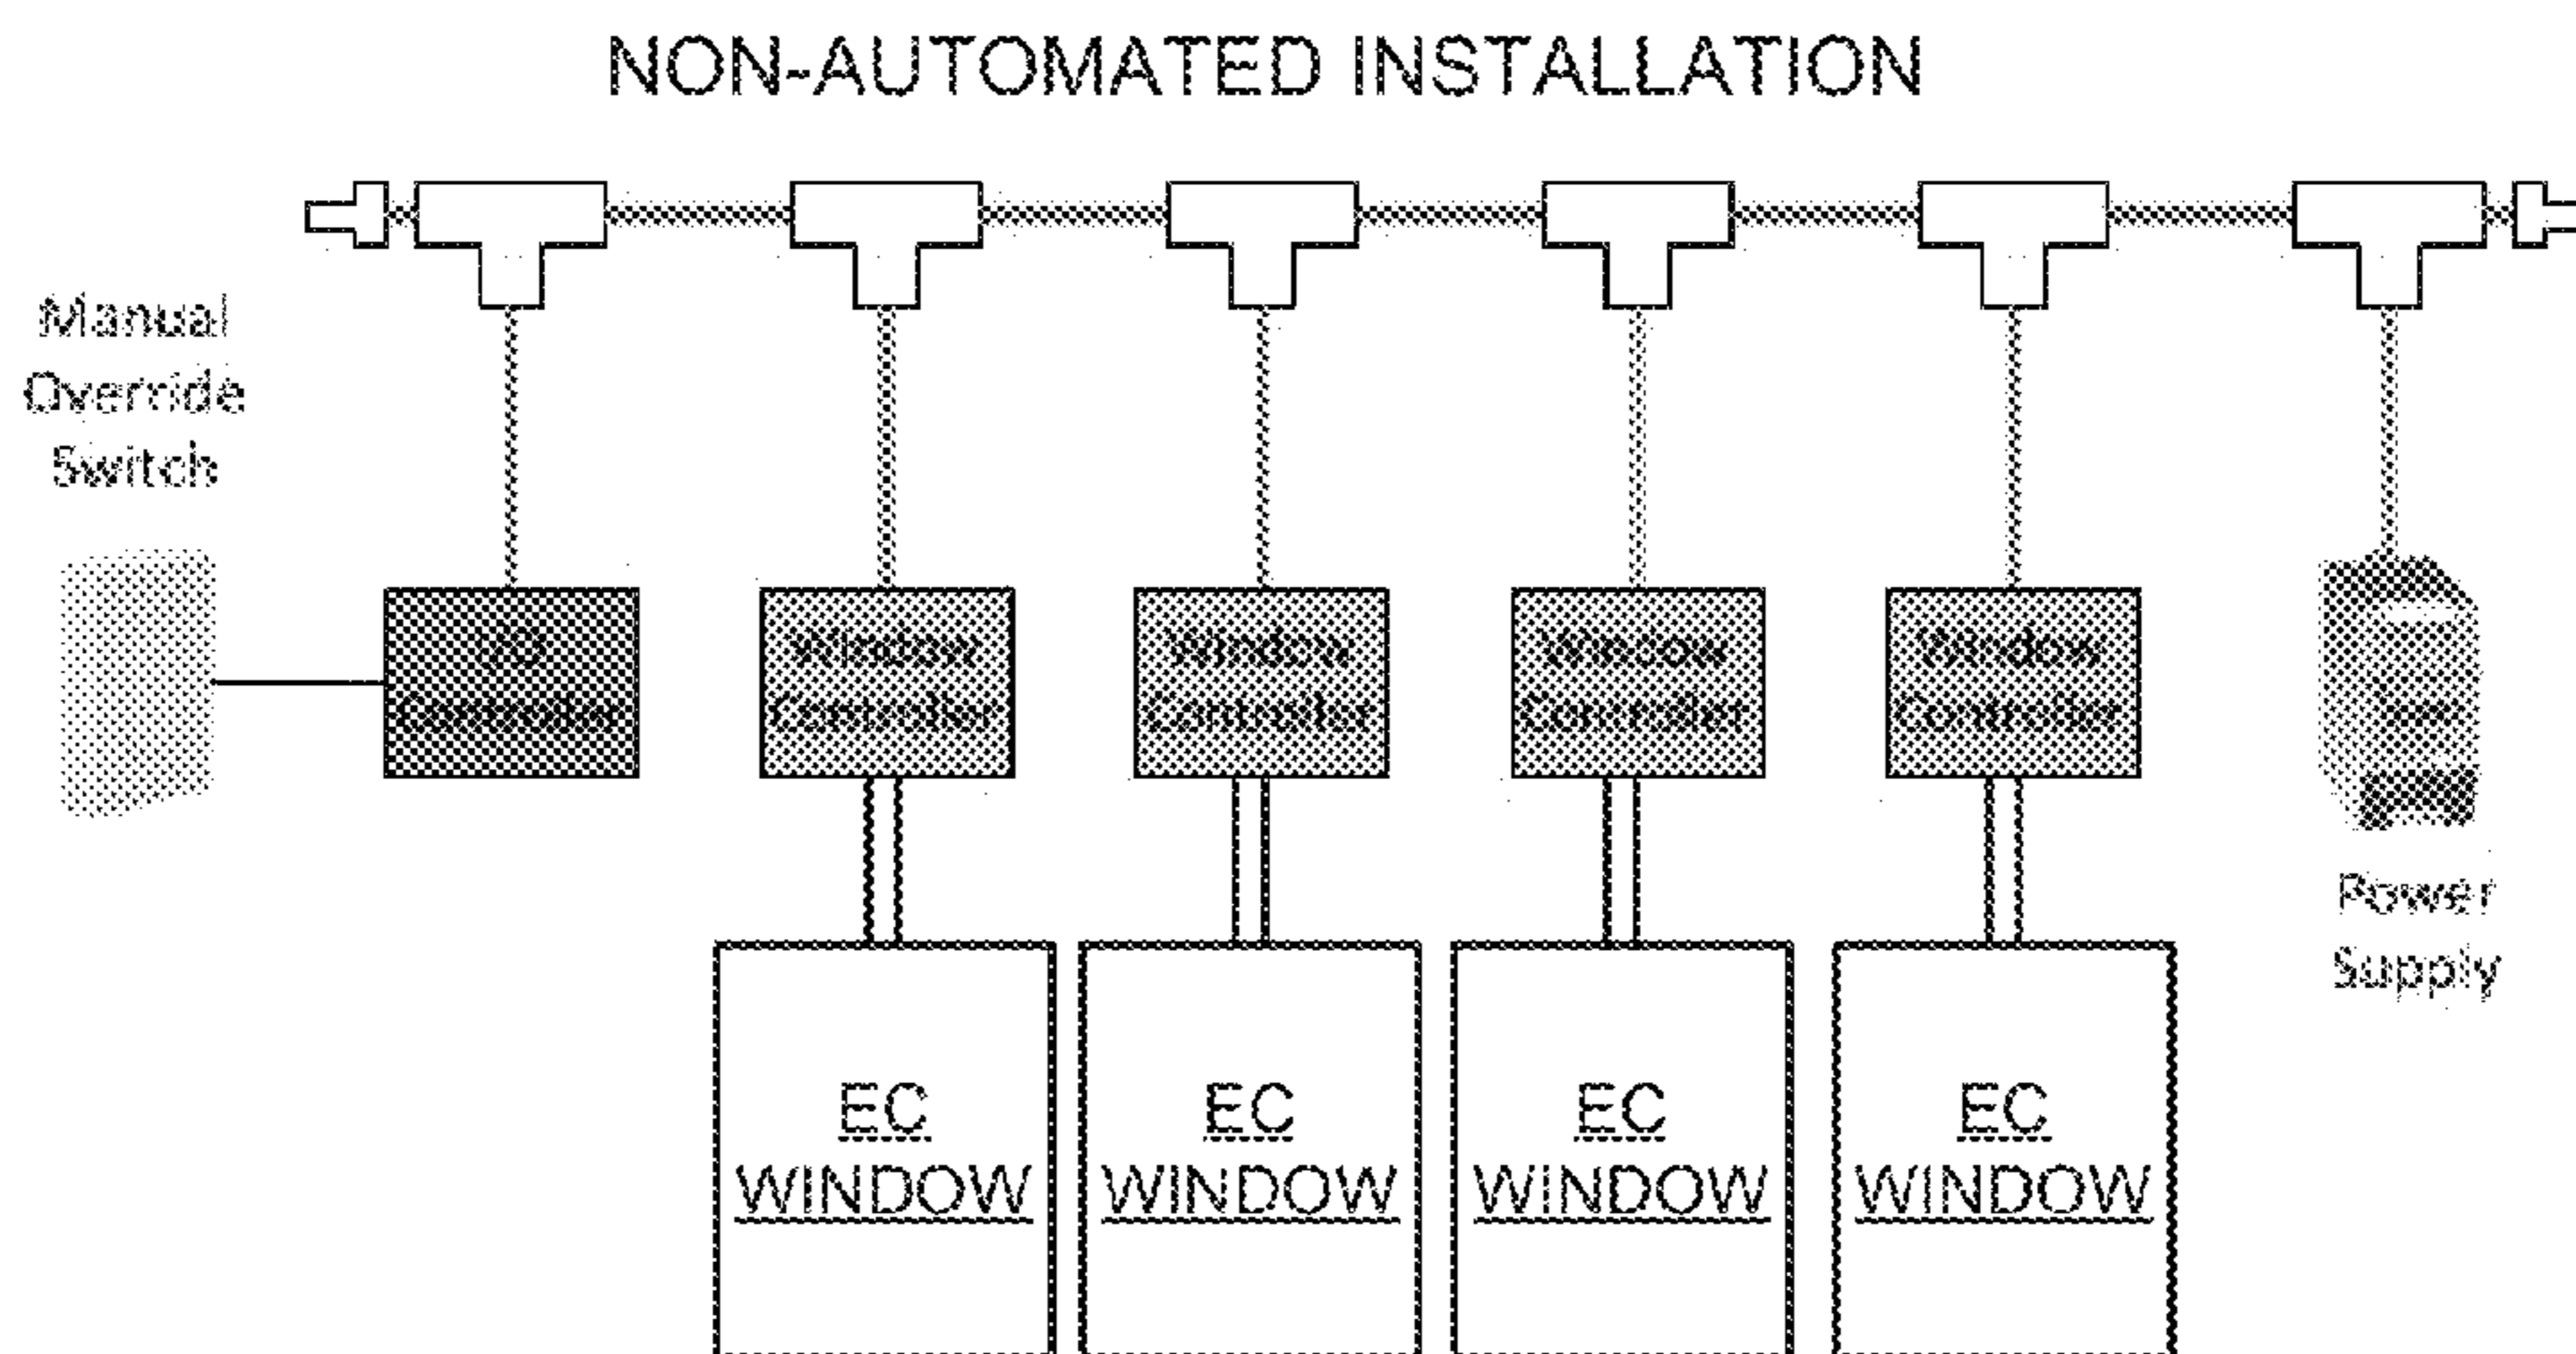 NON-AUTOMATED INSTALLATION
Manual
Override
Switch
I/O
Controller
Window
Controller
Window
Controller
Window
Controller
Window
Controller
Power
Supply
EC
WINDOW
EC
WINDOW
EC
WINDOW
EC
WINDOW